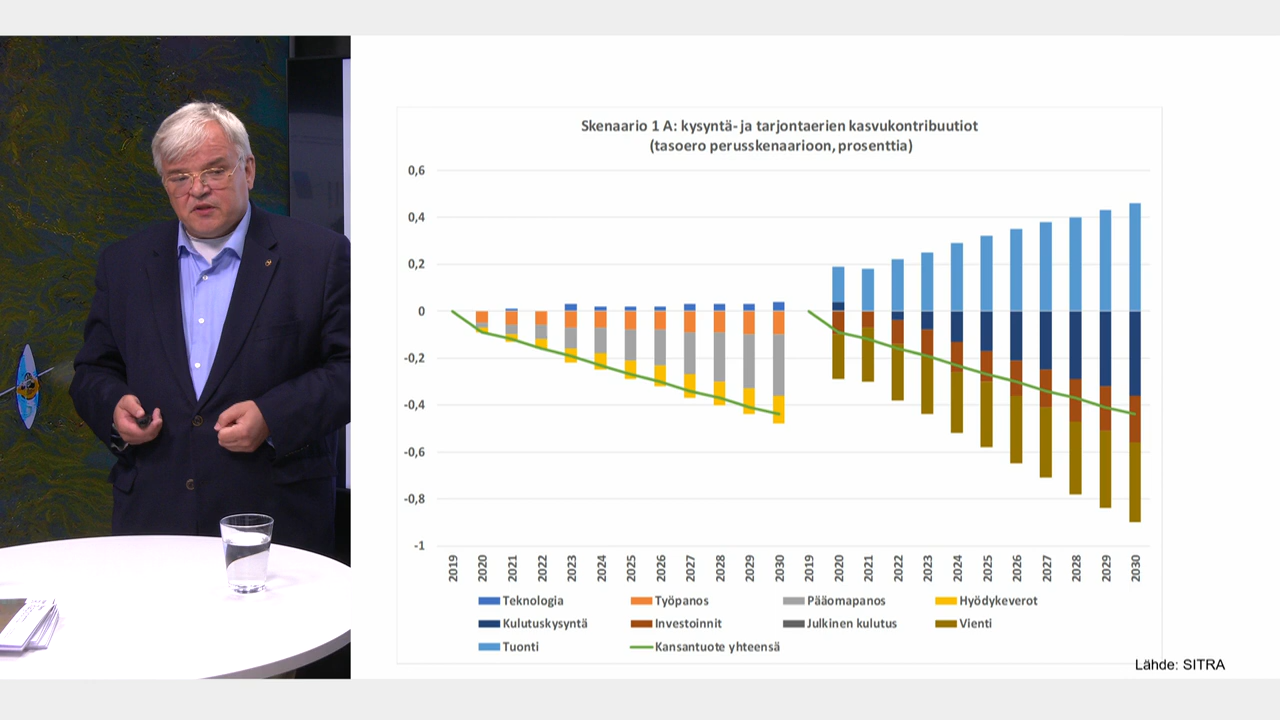 Skenaario 1 A: kysyntä- ja tarjontaerien kasvukontribuutiot
(tasoero perusskenaarioon, prosenttia)
0,6
0,4
0,2
0
-0,2
-0,4
-0,6
-0,8
-1
2019 2020 2021 2022 2023 2024 2025 2026 2027 2028 2029 2030 2019 2020 2021 2022 2023 2024 2025 2026 2027 2028 2029 2030
Teknologia Työpanos Pääomapanos Hyödykeverot
Kulutuskysyntä Investoinnit Julkinen kulutus Vienti
Tuonti Kansantuote yhteensä
Lähde: SITRA